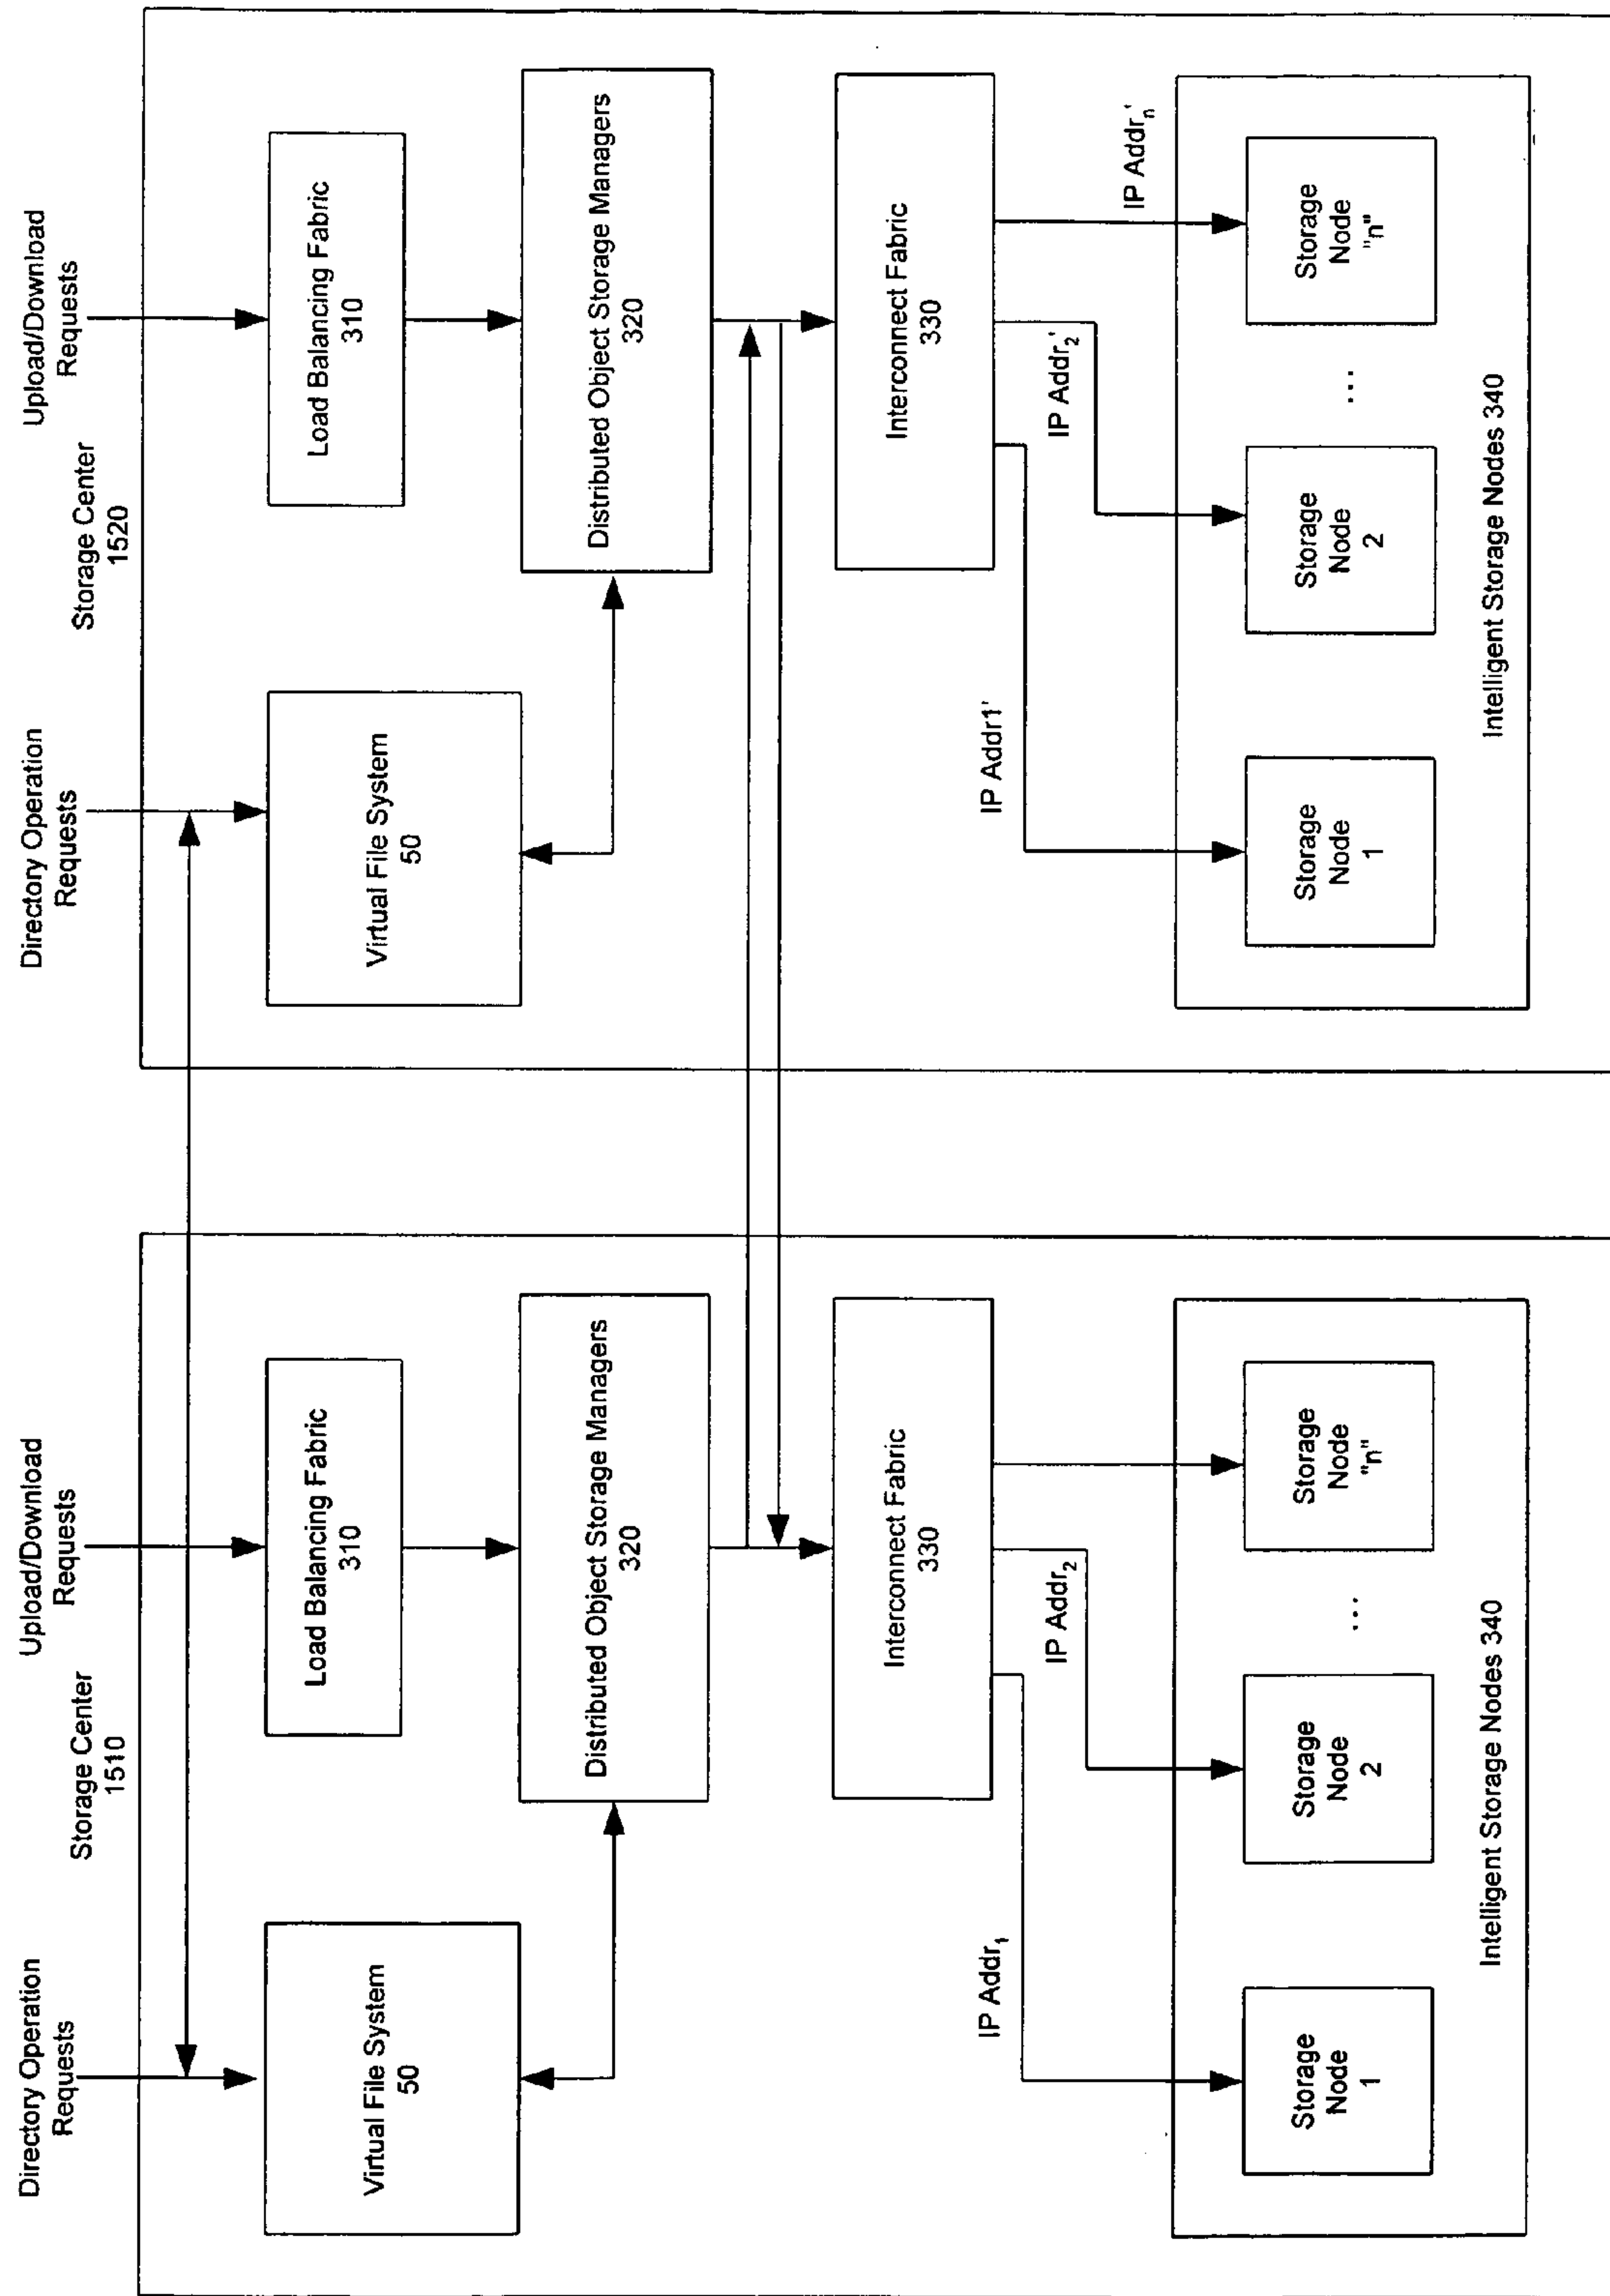 Directory Operation
Requests
Storage Center
1510
Upload/Download
Requests
Virtual File System
50
Load Balancing Fabric
310
Distributed Object Storage Managers
320
Interconnect Fabric
330
IP Addr1
IP Addr2
Storage
Node
1
Storage
Node
2
...
Storage
Node
"n"
Intelligent Storage Nodes 340
Directory Operation
Requests
Storage Center
1520
Upload/Download
Requests
Virtual File System
50
Load Balancing Fabric
310
Distributed Object Storage Managers
320
Interconnect Fabric
330
IP Addr1'
IP Addr2'
IP Addrn'
Storage
Node
1
Storage
Node
2
...
Storage
Node
"n"
Intelligent Storage Nodes 340